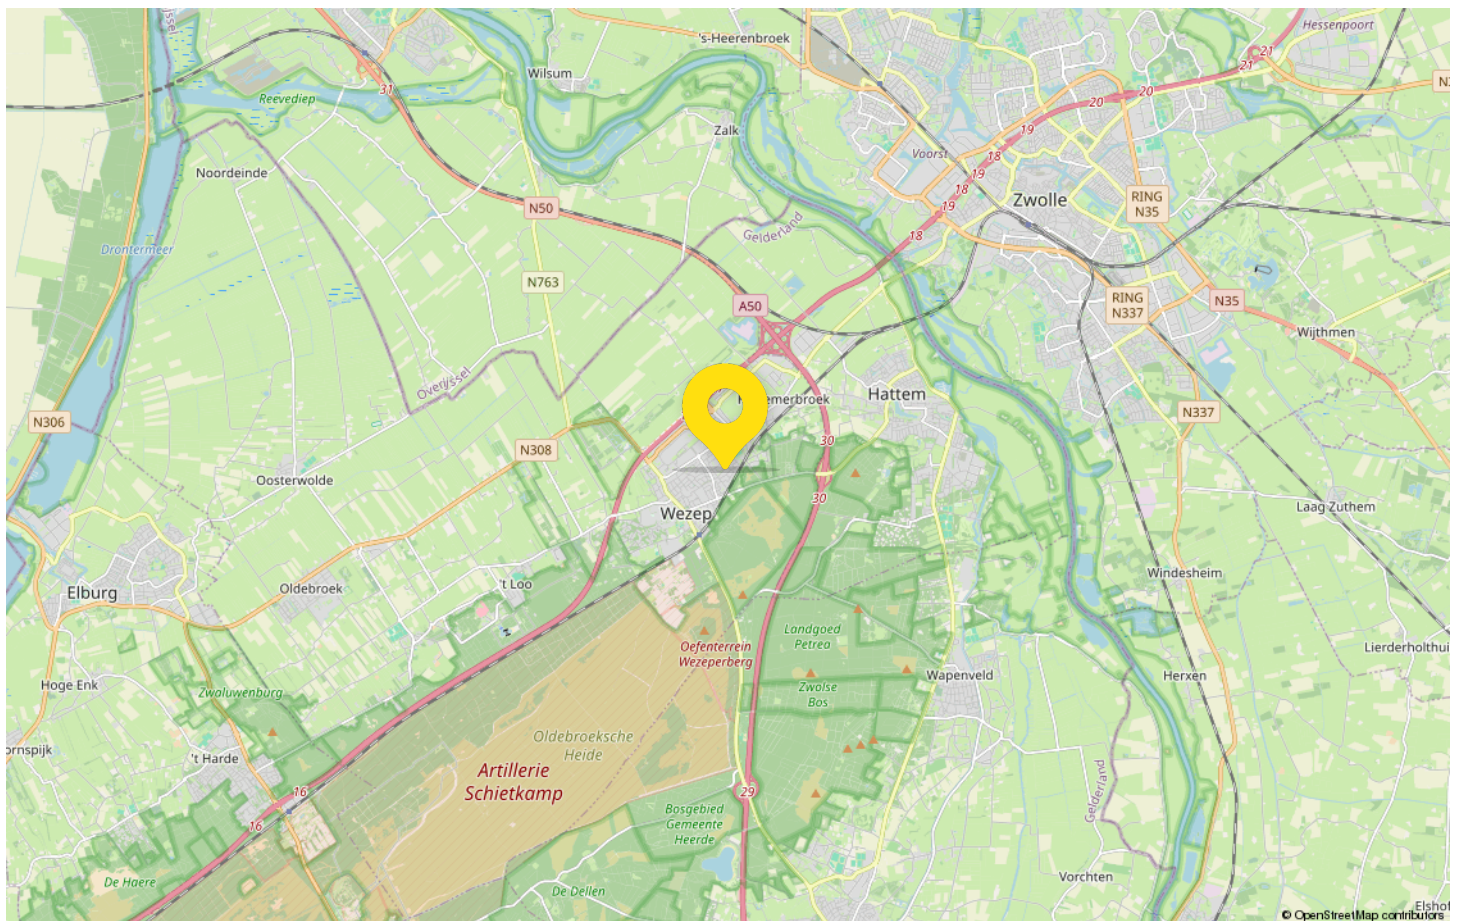 Hessenpoort
's-Heerenbroek
21
21
Wilsum
31
Reevediep
20
20
19
Zalk
Voorst
18
19
18
Noordeinde
Zwolle
RING
N35
19
N50
18
Gelderland
Drontermeer
N763
RING
N337
N35
A50
Wijthmen
Overijssel
Hattem
N306
N337
30
N308
Oosterwolde
30
Wezep
Laag Zuthem
't Loo
Oldebroek
Windesheim
Elburg
Landgoed
Petrea
Oefenterrein
Wezeperberg
Lierderholthui
Wapenveld
Herxen
Hoge Enk
Zwaluwenburg
Zwolse
Bos
Oldebroeksche
Heide
ornspijk
't Harde
Artillerie
Schietkamp
Gelderland
16
29
16
Bosgebied
Gemeente
Heerde
De Haere
De Dellen
Vorchten
Elshof
© OpenStreetMap contributors